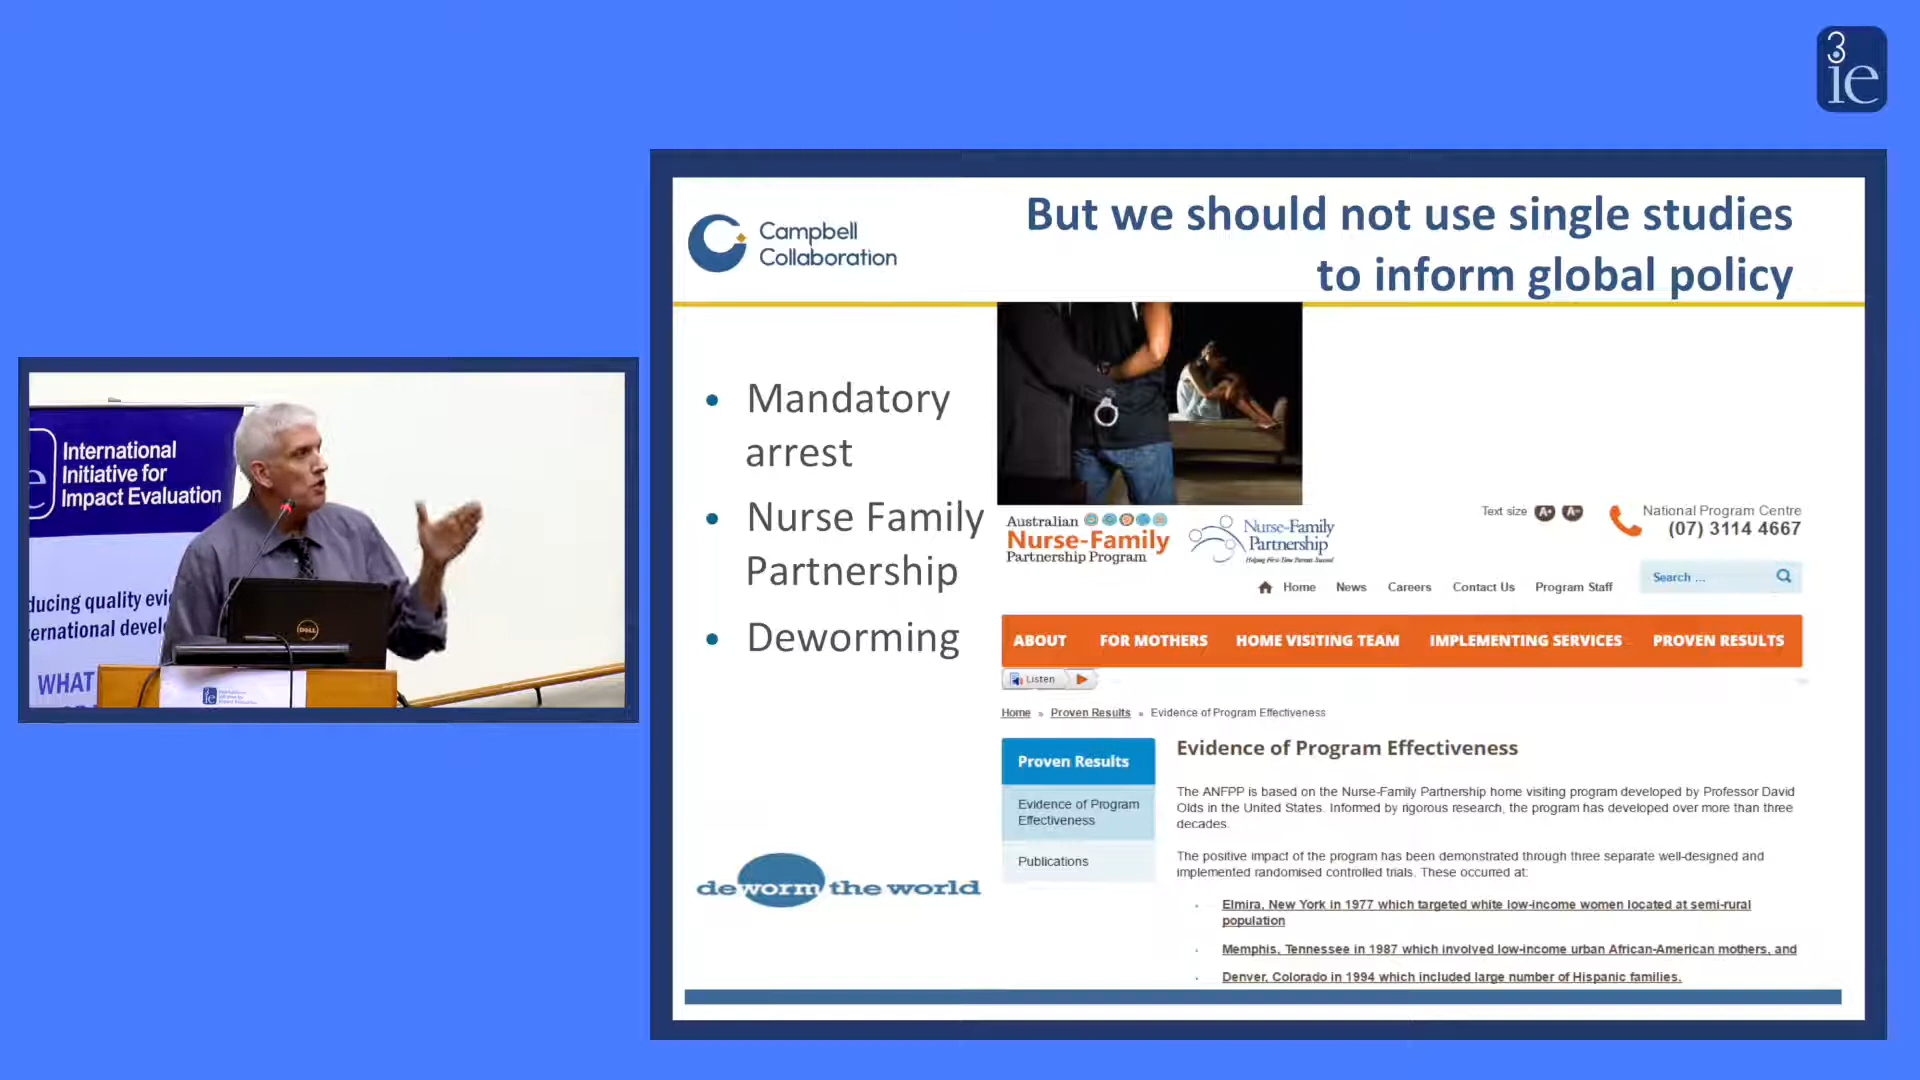 3
ie
Campbell
Collaboration
But we should not use single studies
to inform global policy
• Mandatory
arrest
• Nurse Family
Partnership
• Deworming
deworm the world
Australian
Nurse-Family
Partnership Program
Nurse-Family
Partnership
Helping First-Time Parents Succeed
Text size A+ A-
National Program Centre
(07) 3114 4667
Home News Careers Contact Us Program Staff
Search ...
ABOUT FOR MOTHERS HOME VISITING TEAM IMPLEMENTING SERVICES PROVEN RESULTS
Listen
Home » Proven Results » Evidence of Program Effectiveness
Proven Results
Evidence of Program
Effectiveness
Publications
Evidence of Program Effectiveness
The ANFPP is based on the Nurse-Family Partnership home visiting program developed by Professor David
Olds in the United States. Informed by rigorous research, the program has developed over more than three
decades.
The positive impact of the program has been demonstrated through three separate well-designed and
implemented randomised controlled trials. These occurred at:
Elmira, New York in 1977 which targeted white low-income women located at semi-rural
population
Memphis, Tennessee in 1987 which involved low-income urban African-American mothers, and
Denver, Colorado in 1994 which included large number of Hispanic families.
e
International
Initiative for
Impact Evaluation
ducing quality evi
ernational devel
WHAT
DELL
ie